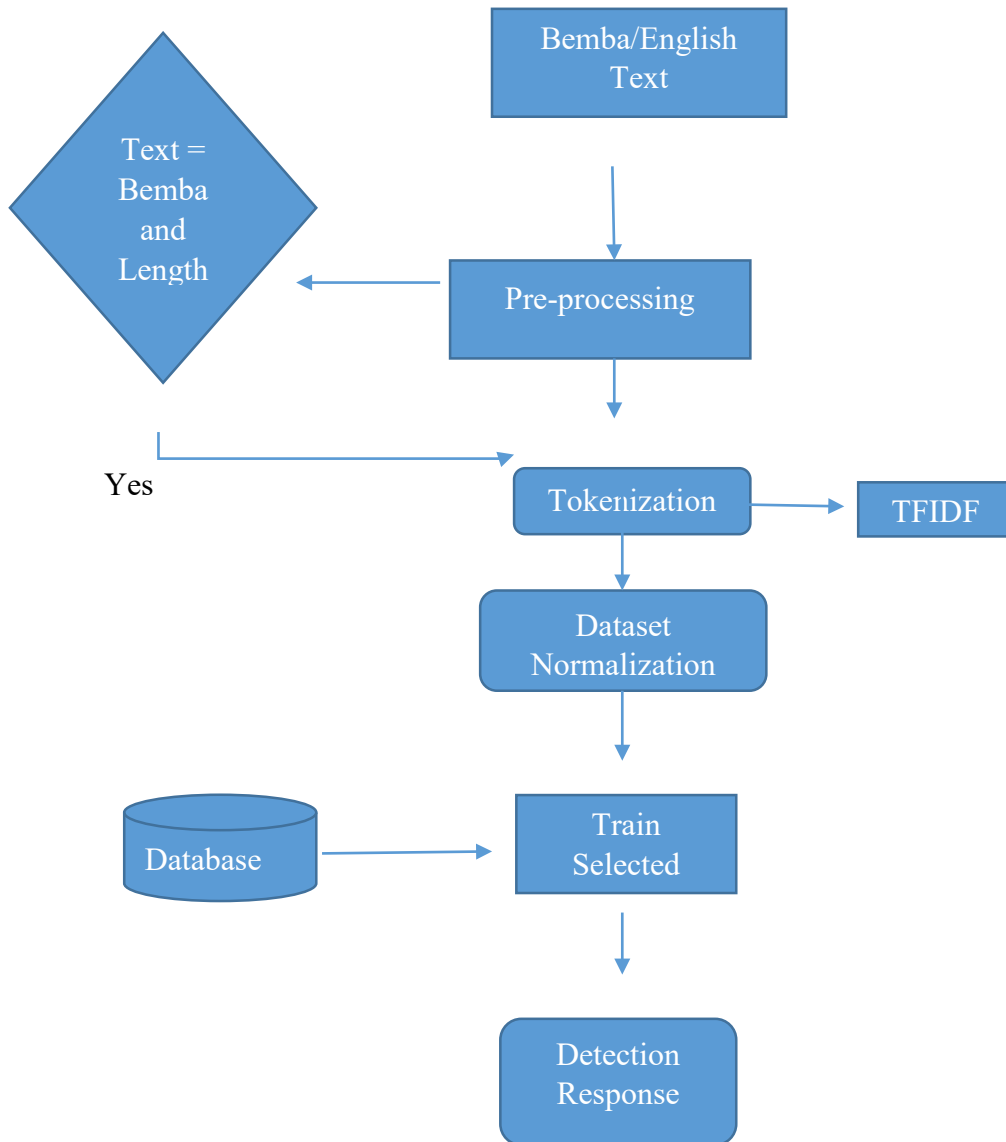 Bemba/English
Text
Text =
Bemba
and
Length
Pre-processing
Yes
Tokenization
TFIDF
Dataset
Normalization
Database
Train
Selected
Detection
Response